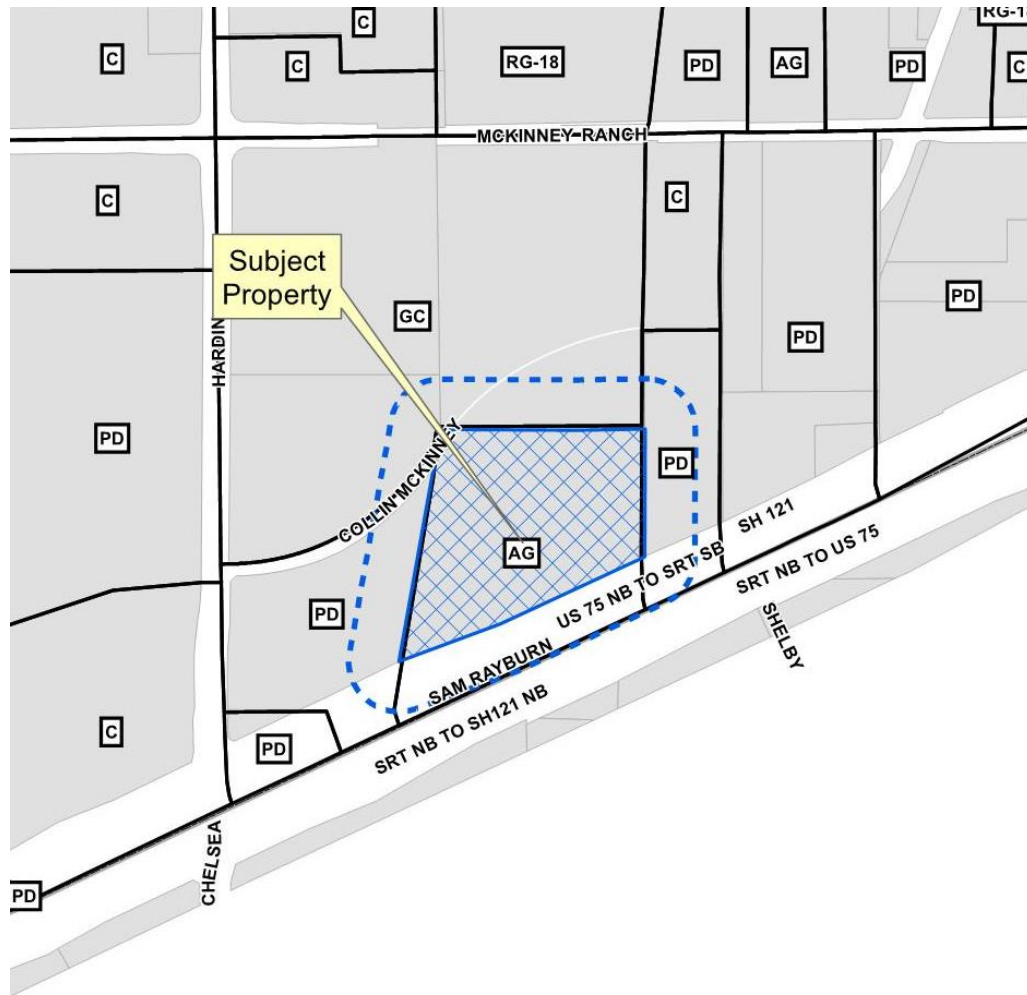 C
RG-18
C
C
RG-18
PD
AG
PD
C
MCKINNEY RANCH
C
C
Subject
Property
GC
PD
PD
HARDIN
PD
COLLIN MCKINNEY
PD
AG
SH 121
US 75 NB TO SRT SB
SRT NB TO US 75
PD
SHELBY
SAM RAYBURN
SRT NB TO SH121 NB
C
PD
CHELSEA
PD